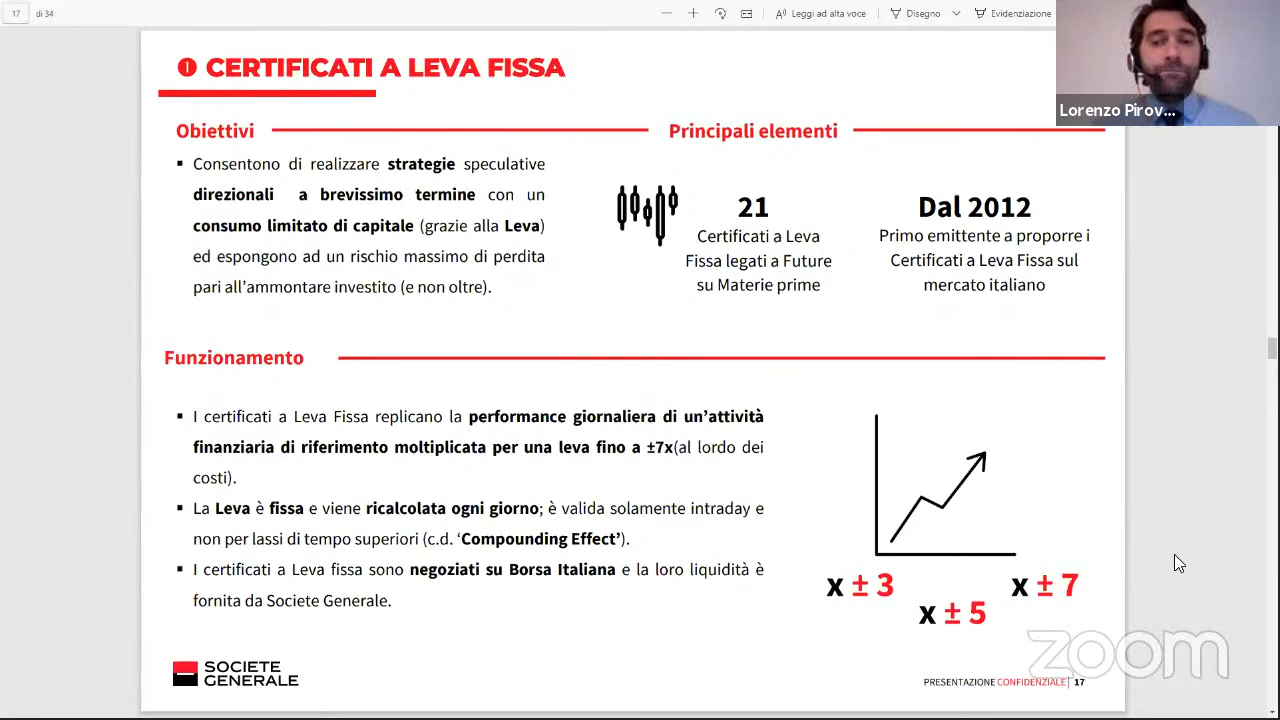 17 di 34
Leggi ad alta voce
Disegno
Evidenziazione
Lorenzo Pirov...
❶ CERTIFICATI A LEVA FISSA
Obiettivi
▪ Consentono di realizzare strategie speculative
direzionali a brevissimo termine con un
consumo limitato di capitale (grazie alla Leva)
ed espongono ad un rischio massimo di perdita
pari all’ammontare investito (e non oltre).
Principali elementi
21
Certificati a Leva
Fissa legati a Future
su Materie prime
Dal 2012
Primo emittente a proporre i
Certificati a Leva Fissa sul
mercato italiano
Funzionamento
▪ I certificati a Leva Fissa replicano la performance giornaliera di un’attività
finanziaria di riferimento moltiplicata per una leva fino a ±7x(al lordo dei
costi).
▪ La Leva è fissa e viene ricalcolata ogni giorno; è valida solamente intraday e
non per lassi di tempo superiori (c.d. ‘Compounding Effect’).
▪ I certificati a Leva fissa sono negoziati su Borsa Italiana e la loro liquidità è
fornita da Societe Generale.
x ± 3
x ± 5
x ± 7
SOCIETE
GENERALE
PRESENTAZIONE CONFIDENZIALE| 17
zoom